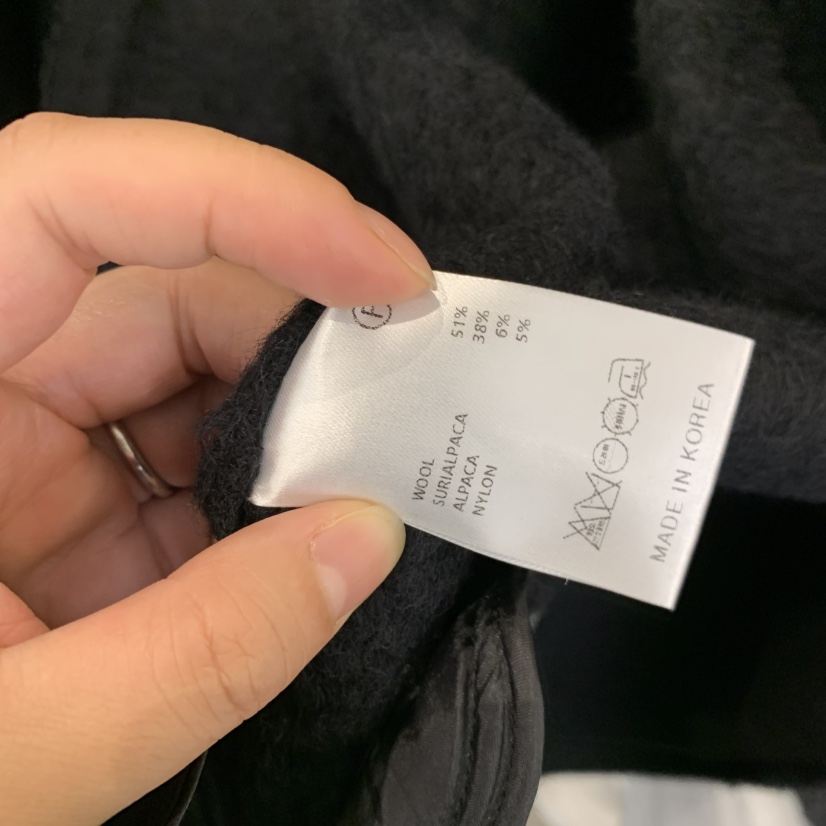 WOOL 51%
SURIALPACA 38%
ALPACA 6%
NYLON 5%
MADE IN KOREA